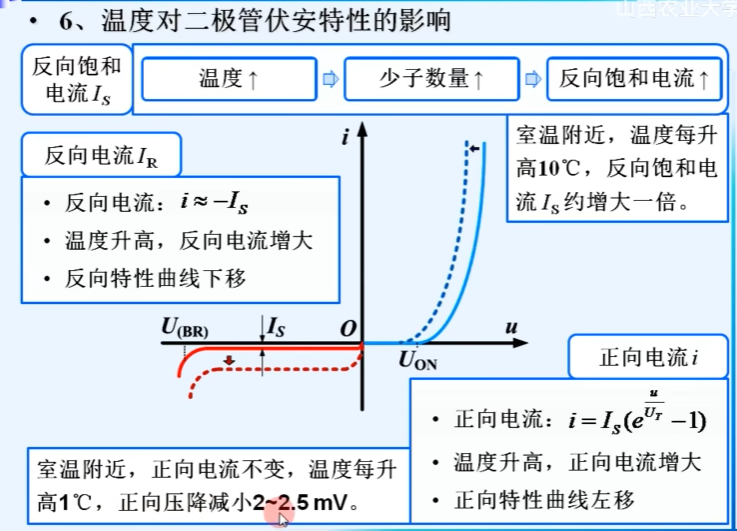 山西农业大学
• 6、温度对二极管伏安特性的影响
反向饱和
电流 I_S
温度↑
少子数量↑
反向饱和电流↑
反向电流 I_R
• 反向电流：i≈−I_S
• 温度升高，反向电流增大
• 反向特性曲线下移
室温附近，温度每升
高10℃，反向饱和电
流 I_S 约增大一倍。
i
U_(BR)
I_S
O
u
U_ON
正向电流 i
• 正向电流：i=I_S(e^{u/U_T}−1)
• 温度升高，正向电流增大
• 正向特性曲线左移
室温附近，正向电流不变，温度每升
高1℃，正向压降减小2~2.5 mV。